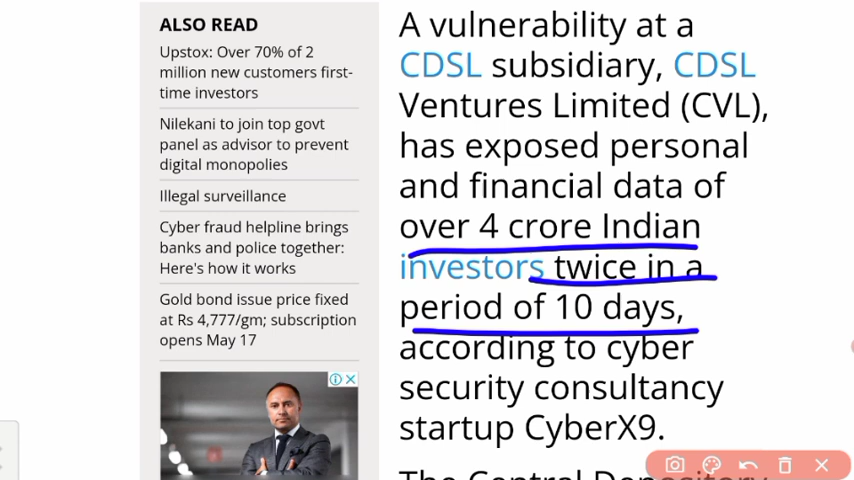 ALSO READ
Upstox: Over 70% of 2
million new customers first-
time investors
Nilekani to join top govt
panel as advisor to prevent
digital monopolies
Illegal surveillance
Cyber fraud helpline brings
banks and police together:
Here's how it works
Gold bond issue price fixed
at Rs 4,777/gm; subscription
opens May 17
A vulnerability at a
CDSL subsidiary, CDSL
Ventures Limited (CVL),
has exposed personal
and financial data of
over 4 crore Indian
investors twice in a
period of 10 days,
according to cyber
security consultancy
startup CyberX9.
The Central Depository